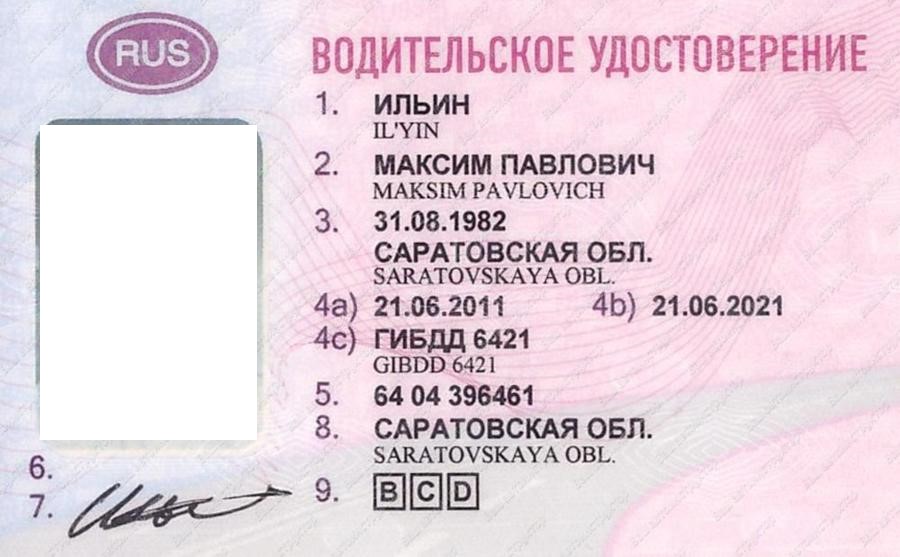 RUS
ВОДИТЕЛЬСКОЕ УДОСТОВЕРЕНИЕ
1. ИЛЬИН
IL'YIN
2. МАКСИМ ПАВЛОВИЧ
MAKSIM PAVLOVICH
3. 31.08.1982
САРАТОВСКАЯ ОБЛ.
SARATOVSKAYA OBL.
4a) 21.06.2011 4b) 21.06.2021
4c) ГИБДД 6421
GIBDD 6421
5. 64 04 396461
8. САРАТОВСКАЯ ОБЛ.
SARATOVSKAYA OBL.
6.
7.
9. B C D